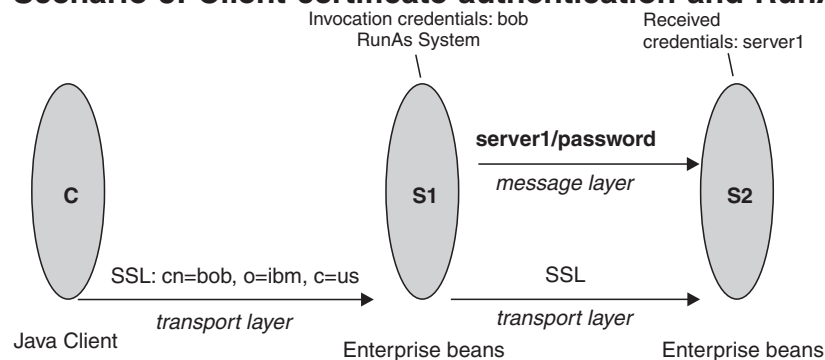 Invocation credentials: bob
RunAs System
Received
credentials: server1
server1/password
message layer
C
S1
S2
SSL: cn=bob, o=ibm, c=us
transport layer
SSL
transport layer
Java Client
Enterprise beans
Enterprise beans